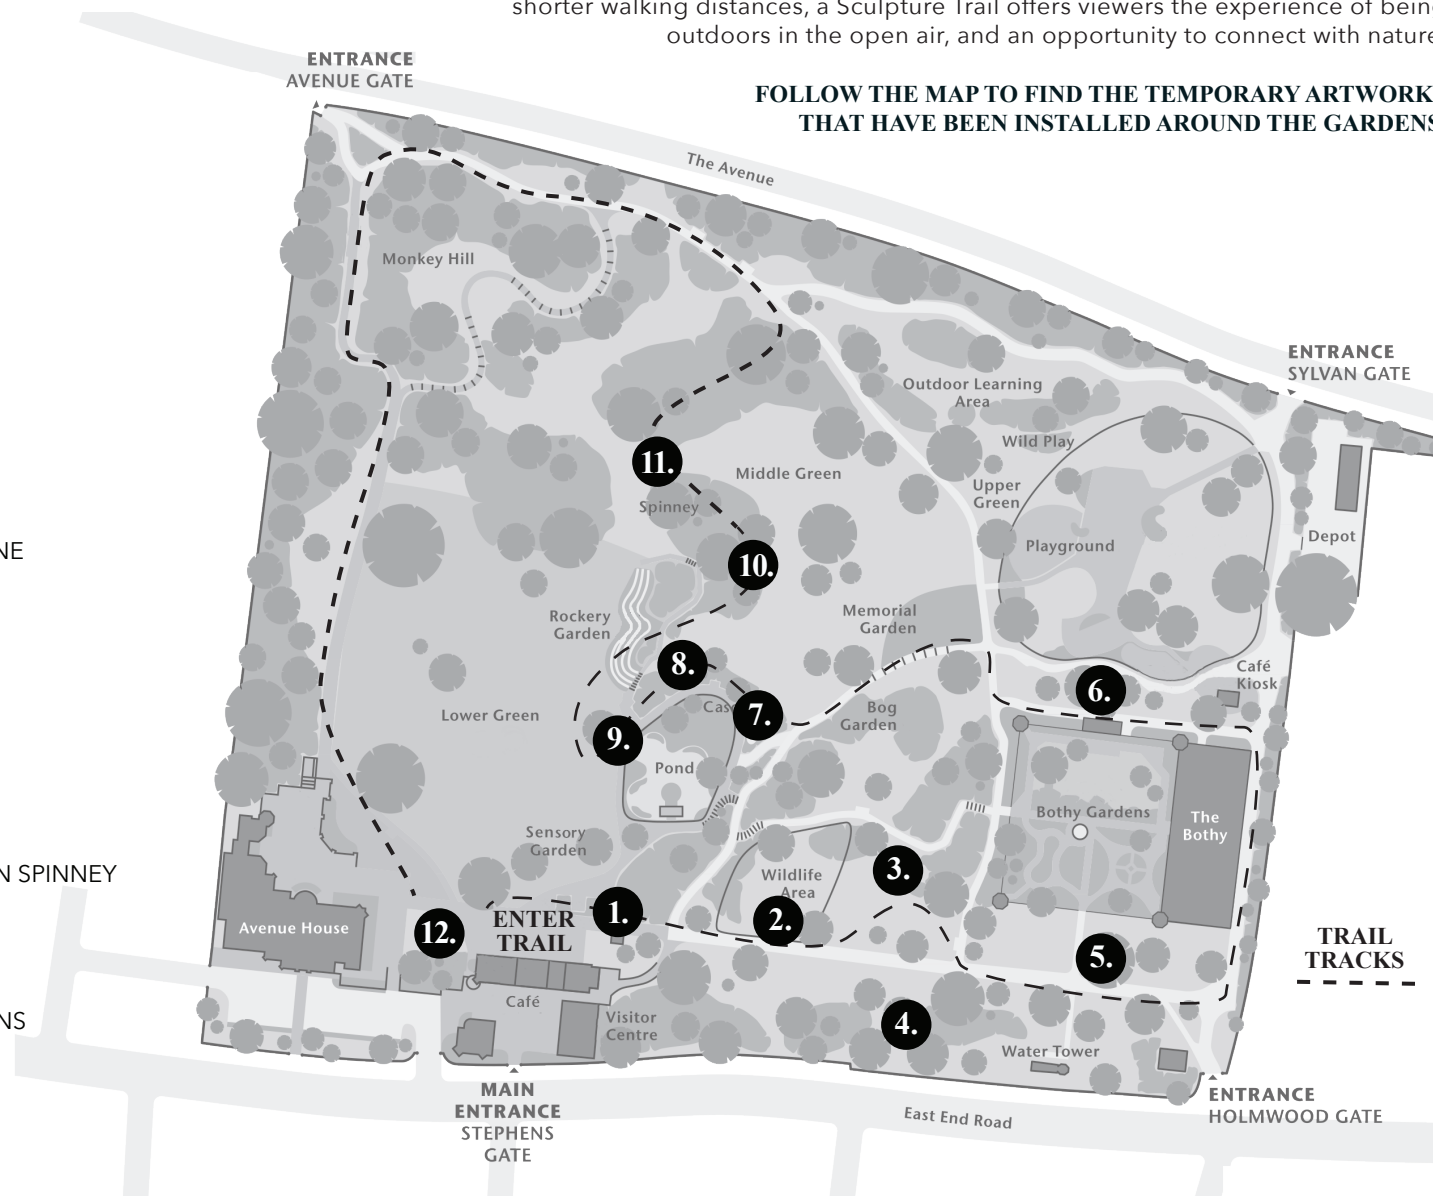 shorter walking distances, a Sculpture Trail offers viewers the experience of being
outdoors in the open air, and an opportunity to connect with nature
FOLLOW THE MAP TO FIND THE TEMPORARY ARTWORK
THAT HAVE BEEN INSTALLED AROUND THE GARDENS
ENTRANCE
AVENUE GATE
The Avenue
Monkey Hill
ENTRANCE
SYLVAN GATE
Outdoor Learning
Area
Wild Play
11.
Middle Green
Upper
Green
Spinney
Depot
Playground
NE
10.
Rockery
Garden
Memorial
Garden
8.
Café
Kiosk
6.
Lower Green
Cas
7.
Bog
Garden
9.
Pond
Bothy Gardens
The
Bothy
Sensory
Garden
3.
Wildlife
Area
N SPINNEY
1.
2.
ENTER
TRAIL
Avenue House
12.
5.
TRAIL
TRACKS
Café
NS
Visitor
Centre
4.
Water Tower
MAIN
ENTRANCE
STEPHENS
GATE
East End Road
ENTRANCE
HOLMWOOD GATE